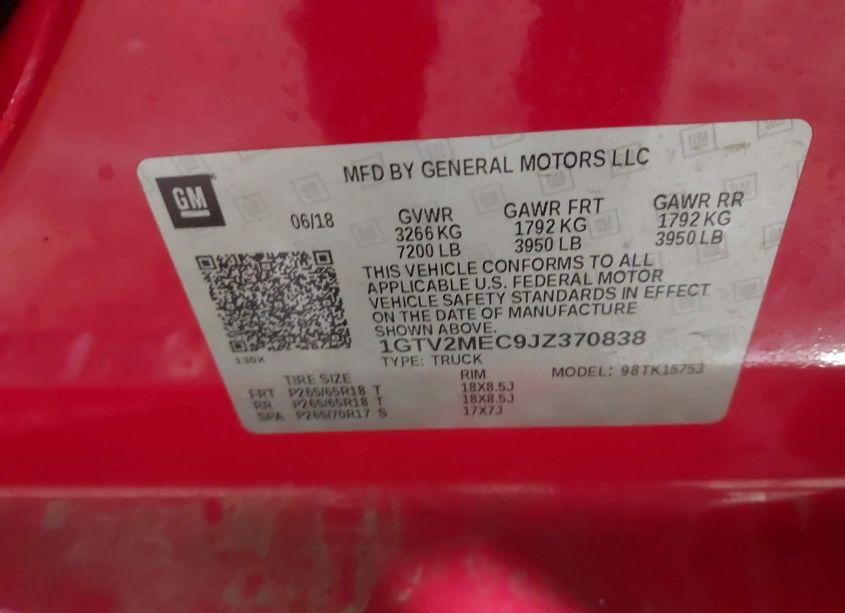 MFD BY GENERAL MOTORS LLC
GM
06/18
GVWR
3266 KG
7200 LB
GAWR FRT
1792 KG
3950 LB
GAWR RR
1792 KG
3950 LB
THIS VEHICLE CONFORMS TO ALL
APPLICABLE U.S. FEDERAL MOTOR
VEHICLE SAFETY STANDARDS IN EFFECT
ON THE DATE OF MANUFACTURE
SHOWN ABOVE.
1GTV2MEC9JZ370838
130X
TYPE: TRUCK
TIRE SIZE RIM MODEL: 98TK15753
FRT P265/65R18 T 18X8.5J
RR P265/65R18 T 18X8.5J
SPA P265/70R17 S 17X7J